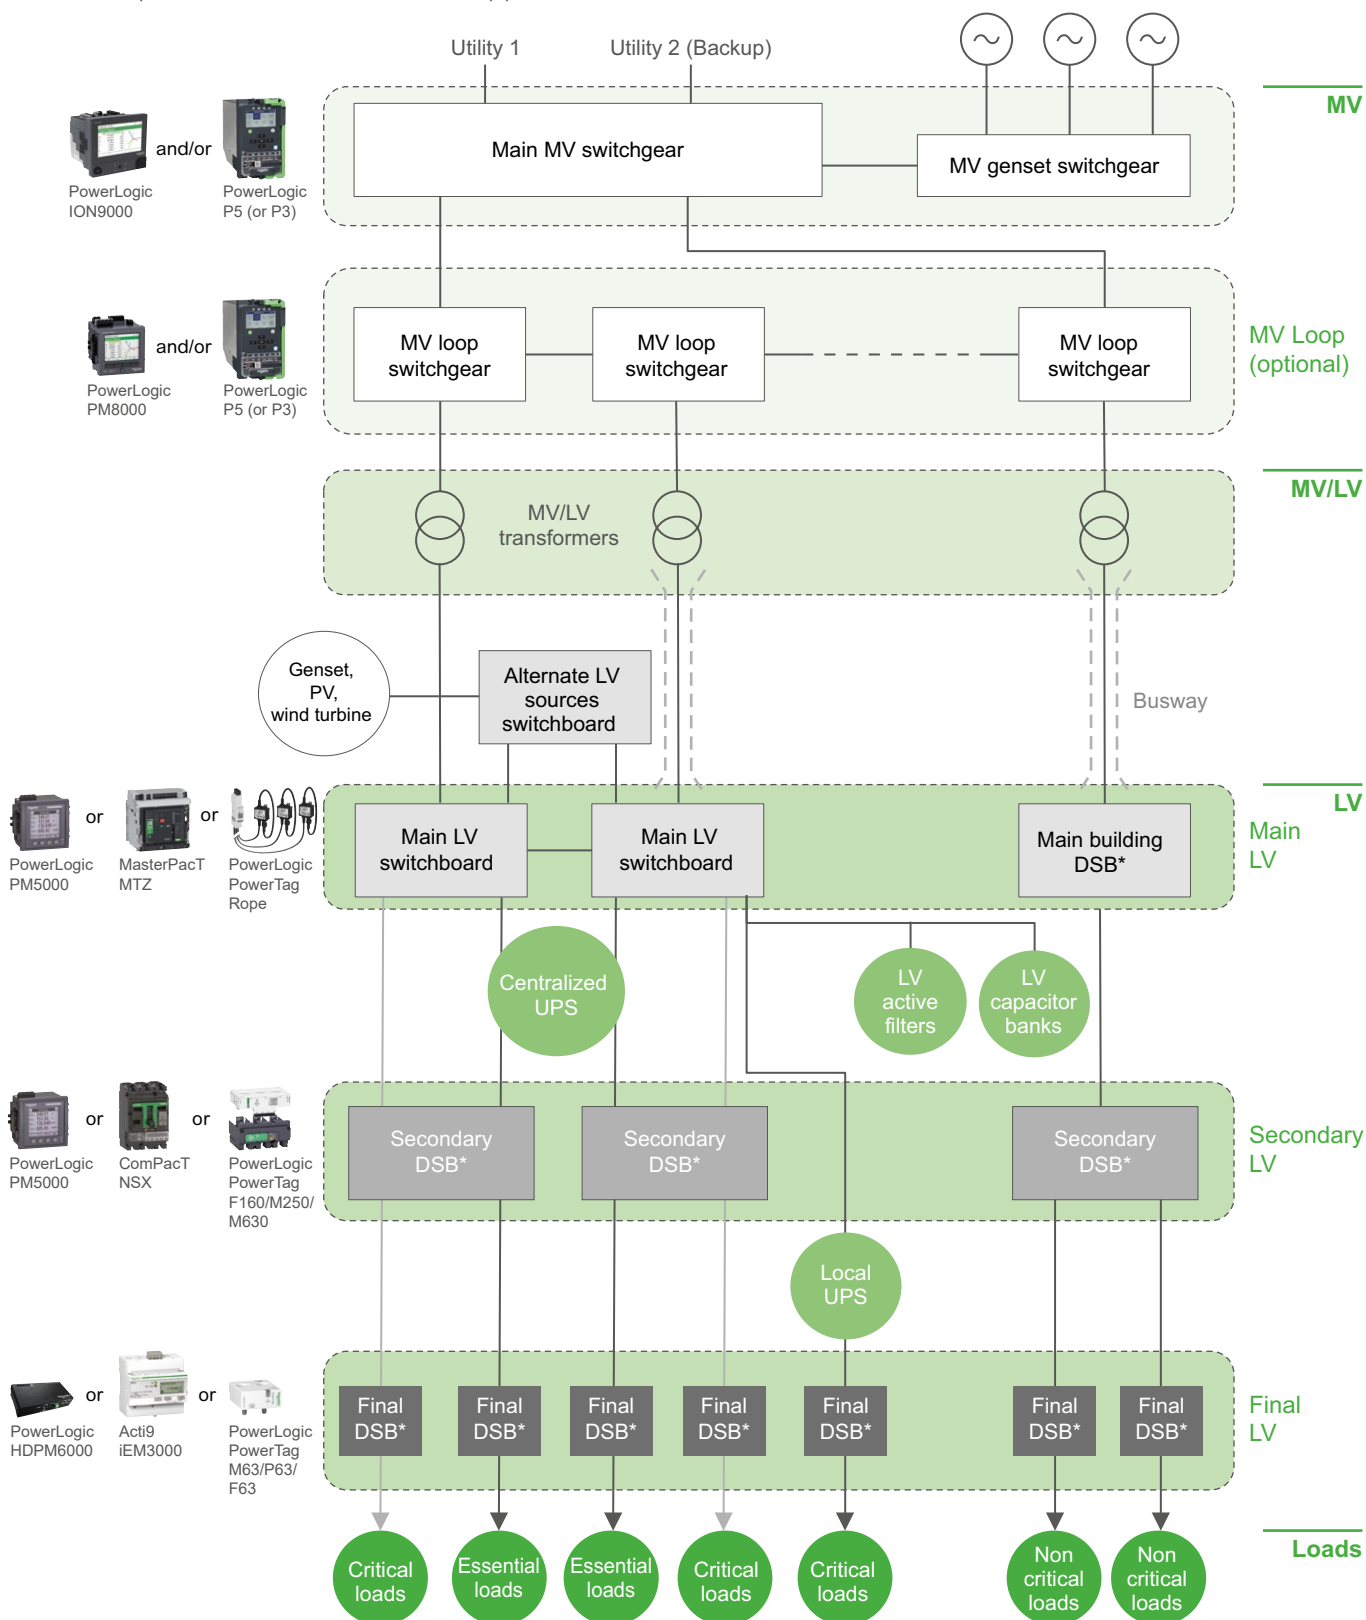 Utility 1
Utility 2 (Backup)
MV
Main MV switchgear
MV genset switchgear
and/or
PowerLogic
ION9000
PowerLogic
P5 (or P3)
MV loop
switchgear
MV loop
switchgear
MV loop
switchgear
MV Loop
(optional)
and/or
PowerLogic
PM8000
PowerLogic
P5 (or P3)
MV/LV
MV/LV
transformers
Genset,
PV,
wind turbine
Alternate LV
sources
switchboard
Busway
LV
Main
LV
or
or
PowerLogic
PM5000
MasterPacT
MTZ
PowerLogic
PowerTag
Rope
Main LV
switchboard
Main LV
switchboard
Main building
DSB*
Centralized
UPS
LV
active
filters
LV
capacitor
banks
or
or
PowerLogic
PM5000
ComPacT
NSX
PowerLogic
PowerTag
F160/M250/
M630
Secondary
DSB*
Secondary
DSB*
Secondary
DSB*
Secondary
LV
Local
UPS
or
or
PowerLogic
HDPM6000
Acti9
iEM3000
PowerLogic
PowerTag
M63/P63/
F63
Final
DSB*
Final
DSB*
Final
DSB*
Final
DSB*
Final
DSB*
Final
DSB*
Final
DSB*
Final
LV
Loads
Critical
loads
Essential
loads
Essential
loads
Critical
loads
Critical
loads
Non
critical
loads
Non
critical
loads